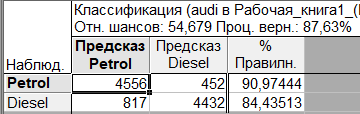 Классификация (audi в Рабочая_книга1_(
Отн. шансов: 54,679 Проц. верн.: 87,63%
Наблюд. Предсказ Petrol Предсказ Diesel % Правилн.
Petrol 4556 452 90,97444
Diesel 817 4432 84,43513